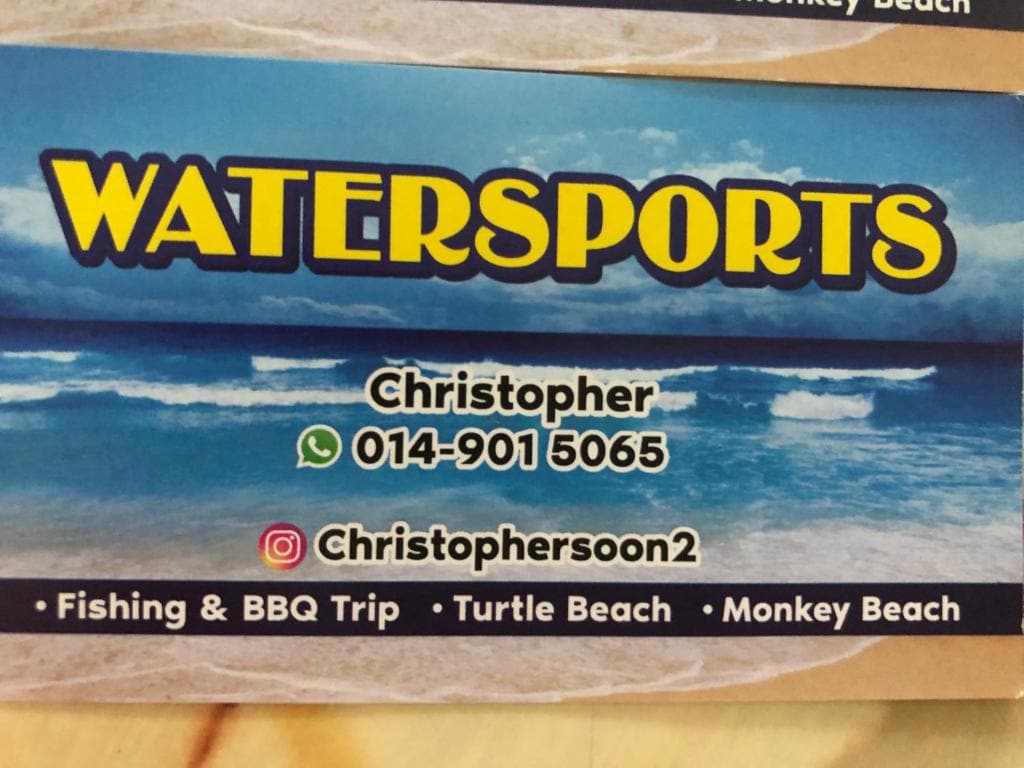 Monkey Beach
WATERSPORTS
Christopher
014-901 5065
Christophersoon2
• Fishing & BBQ Trip • Turtle Beach • Monkey Beach